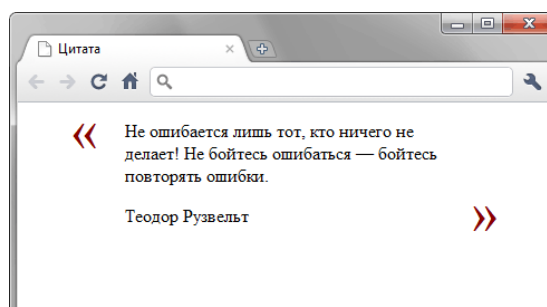 Цитата
« Не ошибается лишь тот, кто ничего не
делает! Не бойтесь ошибаться — бойтесь
повторять ошибки.
Теодор Рузвельт »